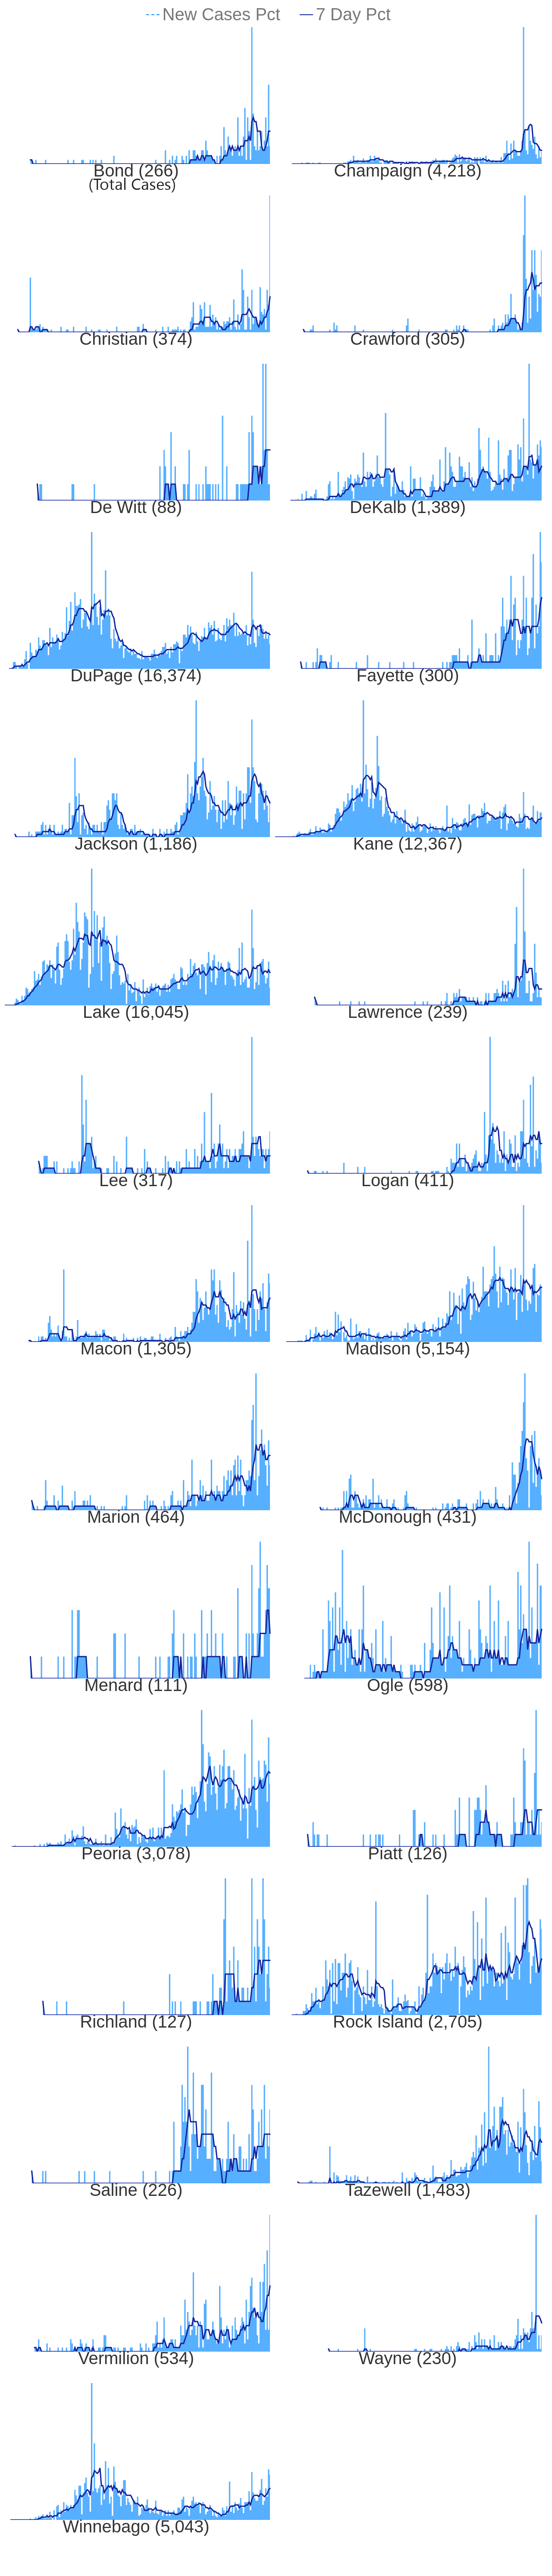 New Cases Pct 7 Day Pct
Bond (266) Champaign (4,218)
(Total Cases)
Christian (374) Crawford (305)
De Witt (88) DeKalb (1,389)
DuPage (16,374) Fayette (300)
Jackson (1,186) Kane (12,367)
Lake (16,045) Lawrence (239)
Lee (317) Logan (411)
Macon (1,305) Madison (5,154)
Marion (464) McDonough (431)
Menard (111) Ogle (598)
Peoria (3,078) Piatt (126)
Richland (127) Rock Island (2,705)
Saline (226) Tazewell (1,483)
Vermilion (534) Wayne (230)
Winnebago (5,043)